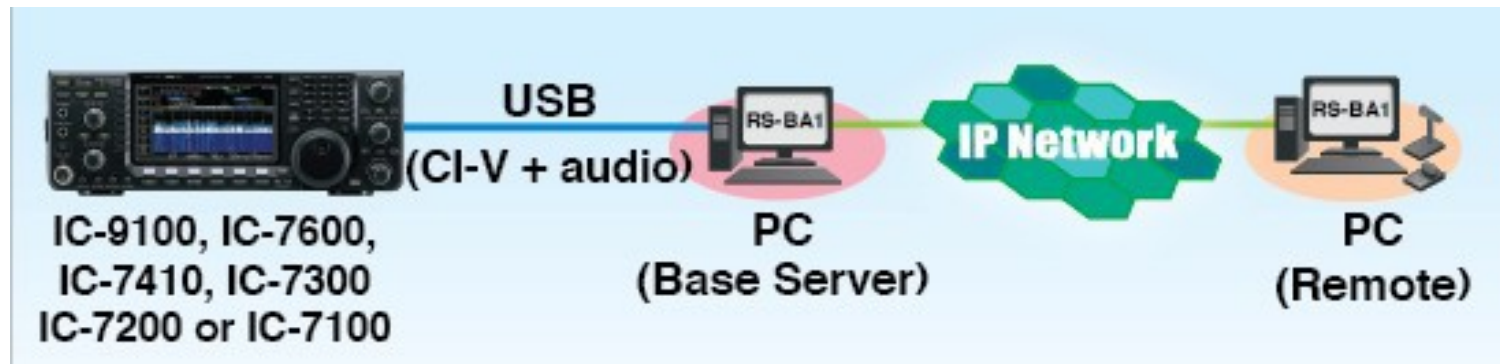 USB
(CI-V + audio)
RS-BA1
IP Network
RS-BA1
IC-9100, IC-7600,
IC-7410, IC-7300
IC-7200 or IC-7100
PC
(Base Server)
PC
(Remote)